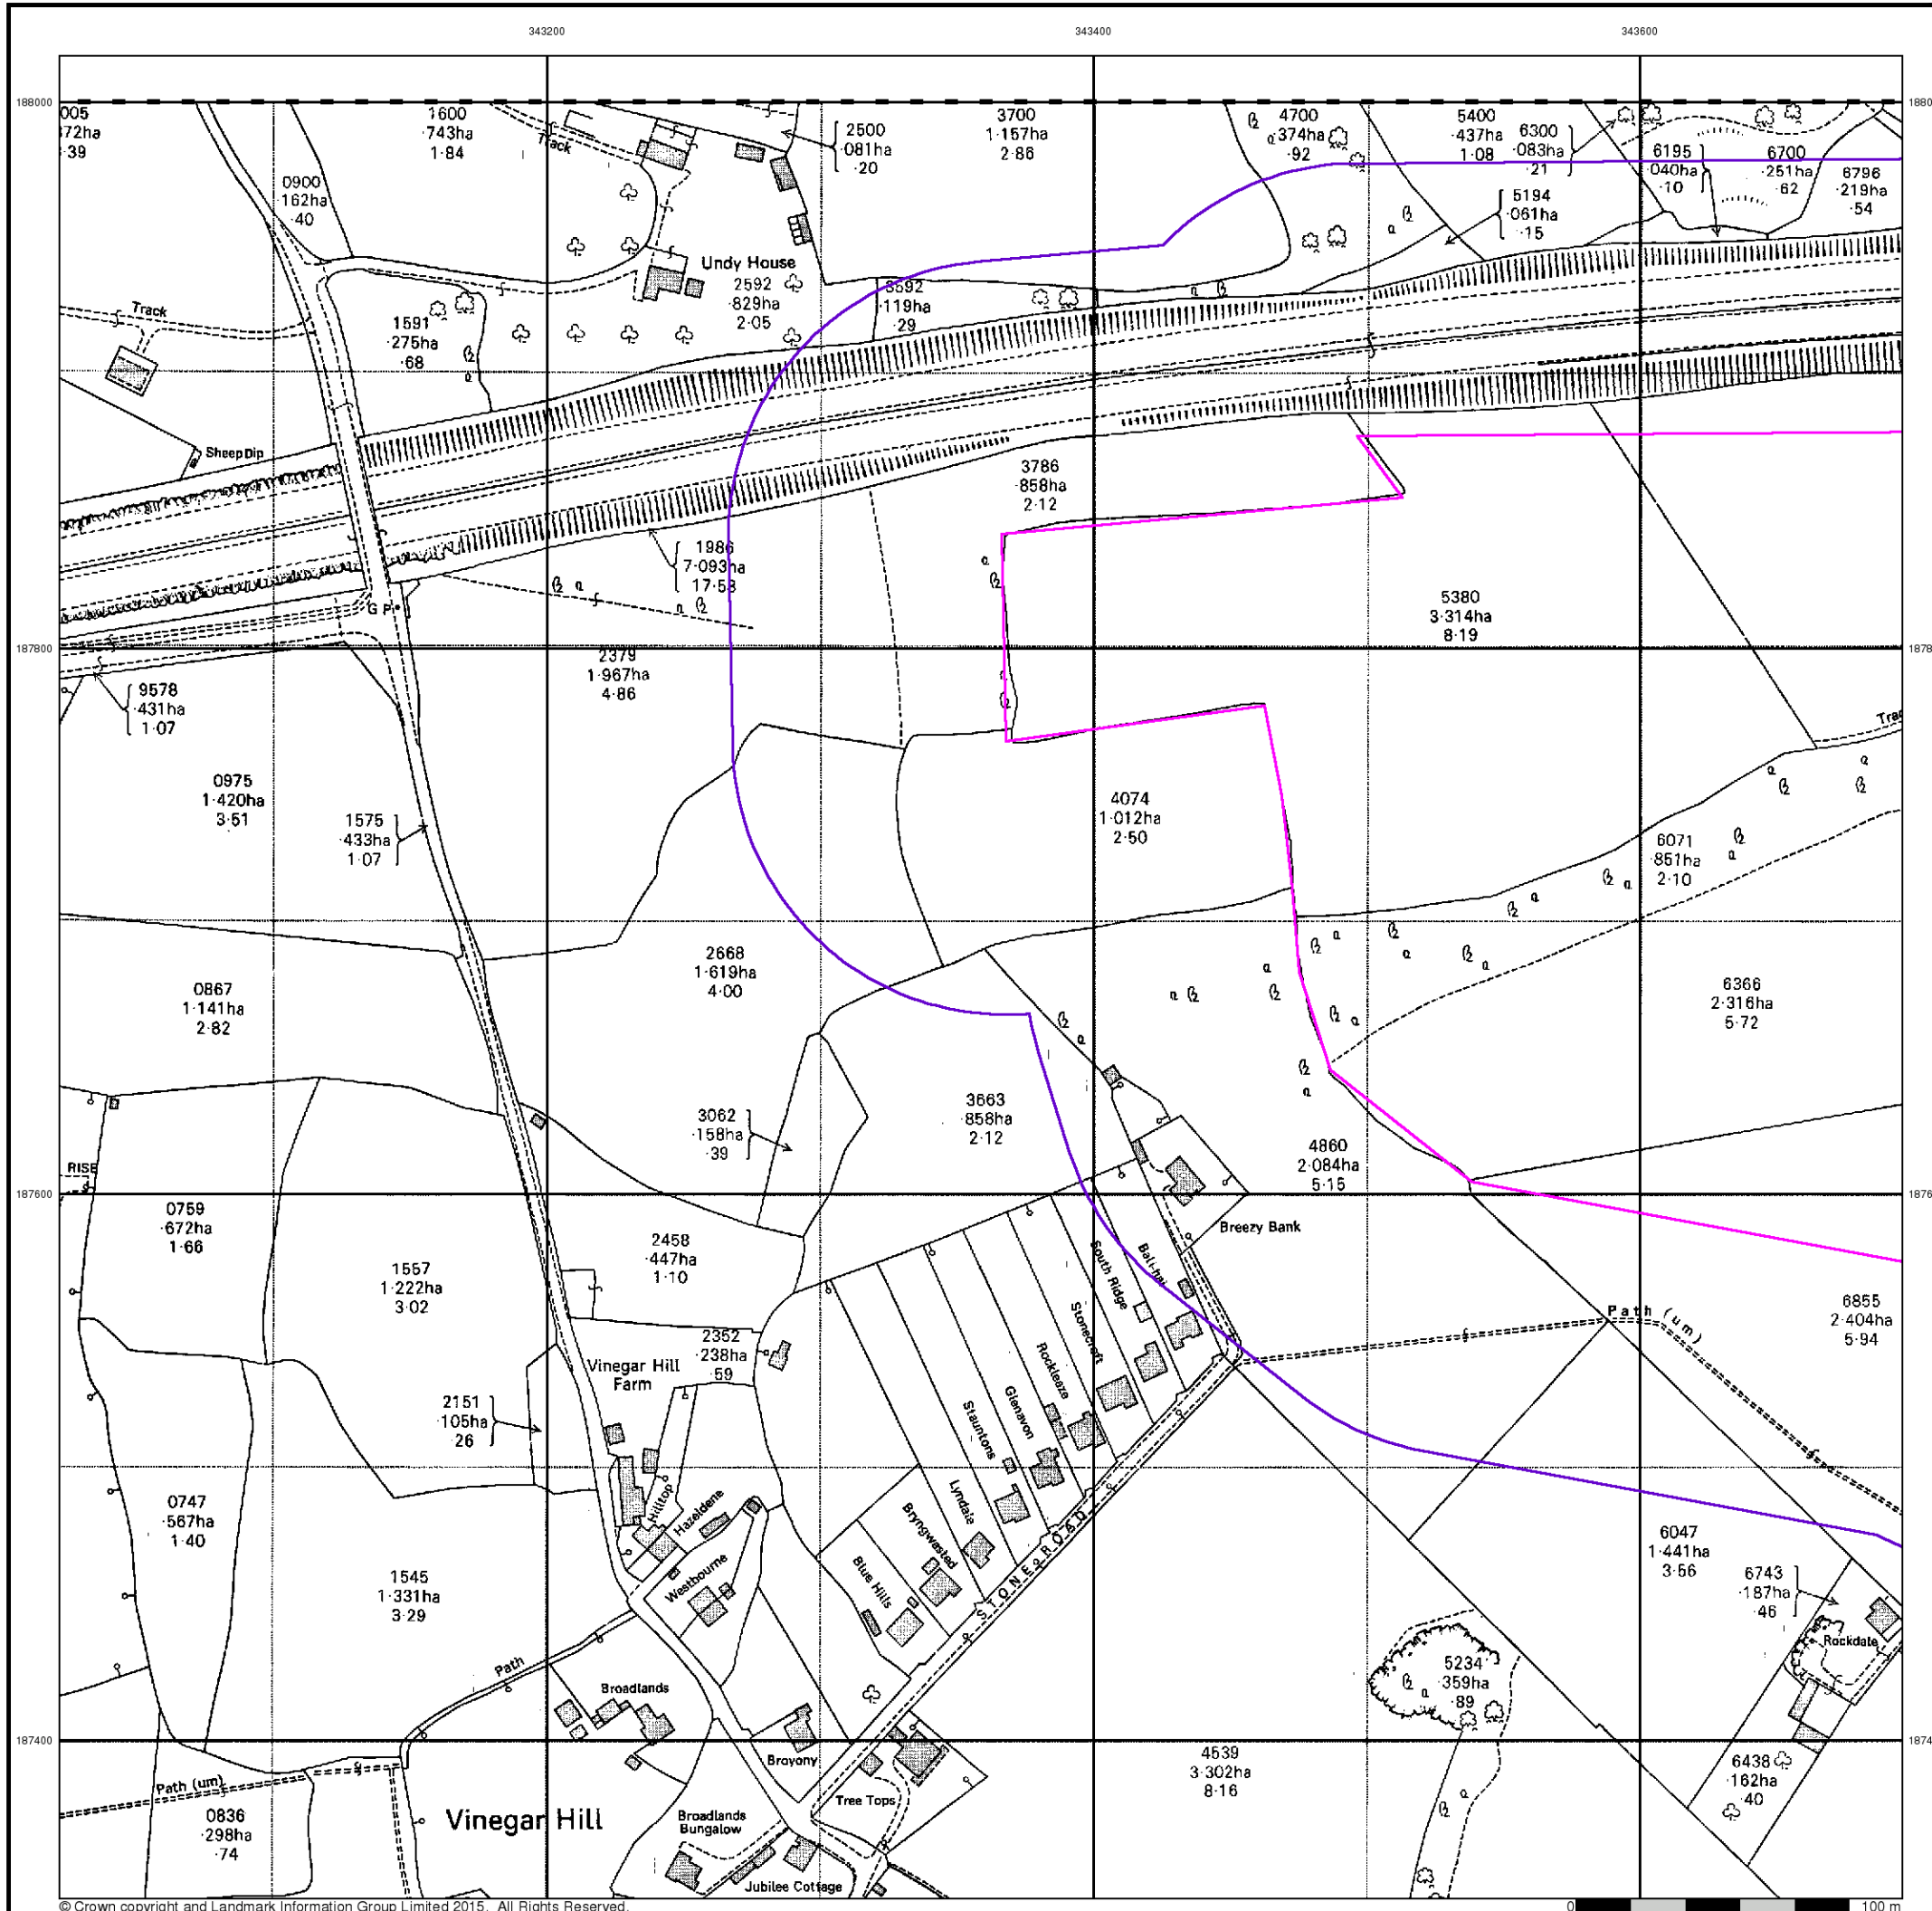 343200
343400
343600
188000
1880
005
372ha
·39
1600
·743ha
1·84
Track
2500
·081ha
·20
3700
1·157ha
2·86
4700
·374ha
·92
5400
·437ha
1·08
6300
·083ha
·21
6195
·040ha
·10
6700
·251ha
·62
6796
·219ha
·54
0900
·162ha
·40
5194
·061ha
·15
Undy House
2592
·829ha
2·05
3592
·119ha
·29
Track
1591
·275ha
·68
Sheep Dip
3786
·858ha
2·12
1986
7·093ha
17·53
G P
5380
3·314ha
8·19
187800
1878
2379
1·967ha
4·86
9578
·431ha
1·07
Trac
0975
1·420ha
3·51
1575
·433ha
1·07
4074
1·012ha
2·50
6071
·851ha
2·10
2668
1·619ha
4·00
0867
1·141ha
2·82
6366
2·316ha
5·72
3062
·158ha
·39
3663
·858ha
2·12
4860
2·084ha
5·15
RISE
187600
1876
0759
·672ha
1·66
Breezy Bank
2458
·447ha
1·10
1557
1·222ha
3·02
South Ridge
Bali-hai
Stonecroft
Rockleaze
Glenavon
Stauntons
Lyndale
Bryngwasted
Blue Hills
STONE ROAD
Path (um)
6855
2·404ha
5·94
2352
·238ha
·59
Vinegar Hill
Farm
2151
·105ha
·26
Hilltop
Hazeldene
Westbourne
0747
·567ha
1·40
1545
1·331ha
3·29
6047
1·441ha
3·56
6743
·187ha
·46
Rockdale
Path
Broadlands
5234
·359ha
·89
187400
1874
Brayony
4539
3·302ha
8·16
6438
·162ha
·40
Path (um)
0836
·298ha
·74
Vinegar Hill
Tree Tops
Broadlands
Bungalow
Jubilee Cottage
© Crown copyright and Landmark Information Group Limited 2015. All Rights Reserved.
0
100 m